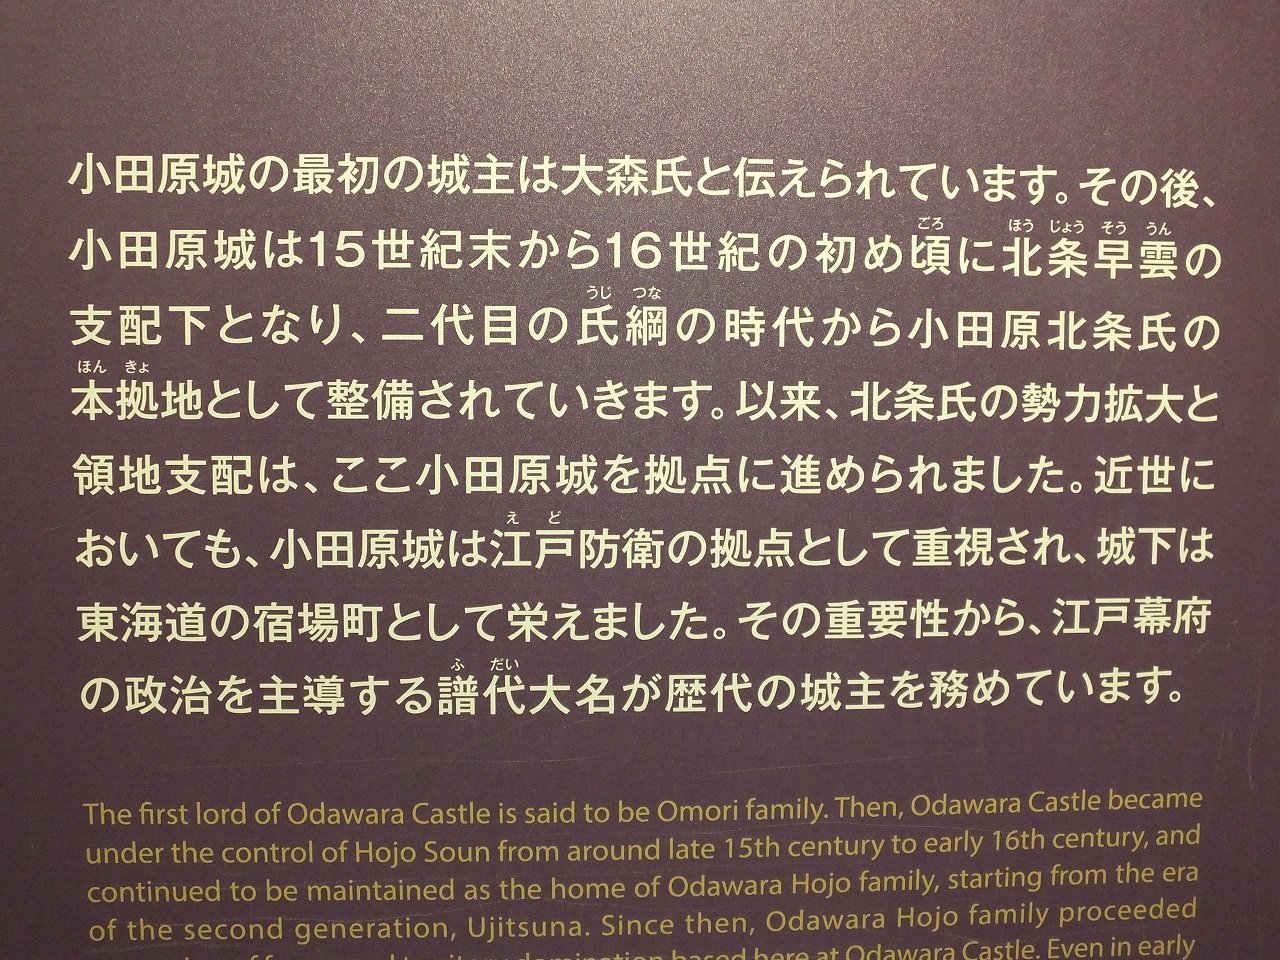 小田原城の最初の城主は大森氏と伝えられています。その後、
ごろ ほう じょう そう うん
小田原城は15世紀末から16世紀の初め頃に北条早雲の
うじ つな
支配下となり、二代目の氏綱の時代から小田原北条氏の
ほん きょ
本拠地として整備されていきます。以来、北条氏の勢力拡大と
領地支配は、ここ小田原城を拠点に進められました。近世に
え ど
おいても、小田原城は江戸防衛の拠点として重視され、城下は
東海道の宿場町として栄えました。その重要性から、江戸幕府
ふ だい
の政治を主導する譜代大名が歴代の城主を務めています。
The first lord of Odawara Castle is said to be Omori family. Then, Odawara Castle became
under the control of Hojo Soun from around late 15th century to early 16th century, and
continued to be maintained as the home of Odawara Hojo family, starting from the era
of the second generation, Ujitsuna. Since then, Odawara Hojo family proceeded
domination based here at Odawara Castle. Even in early